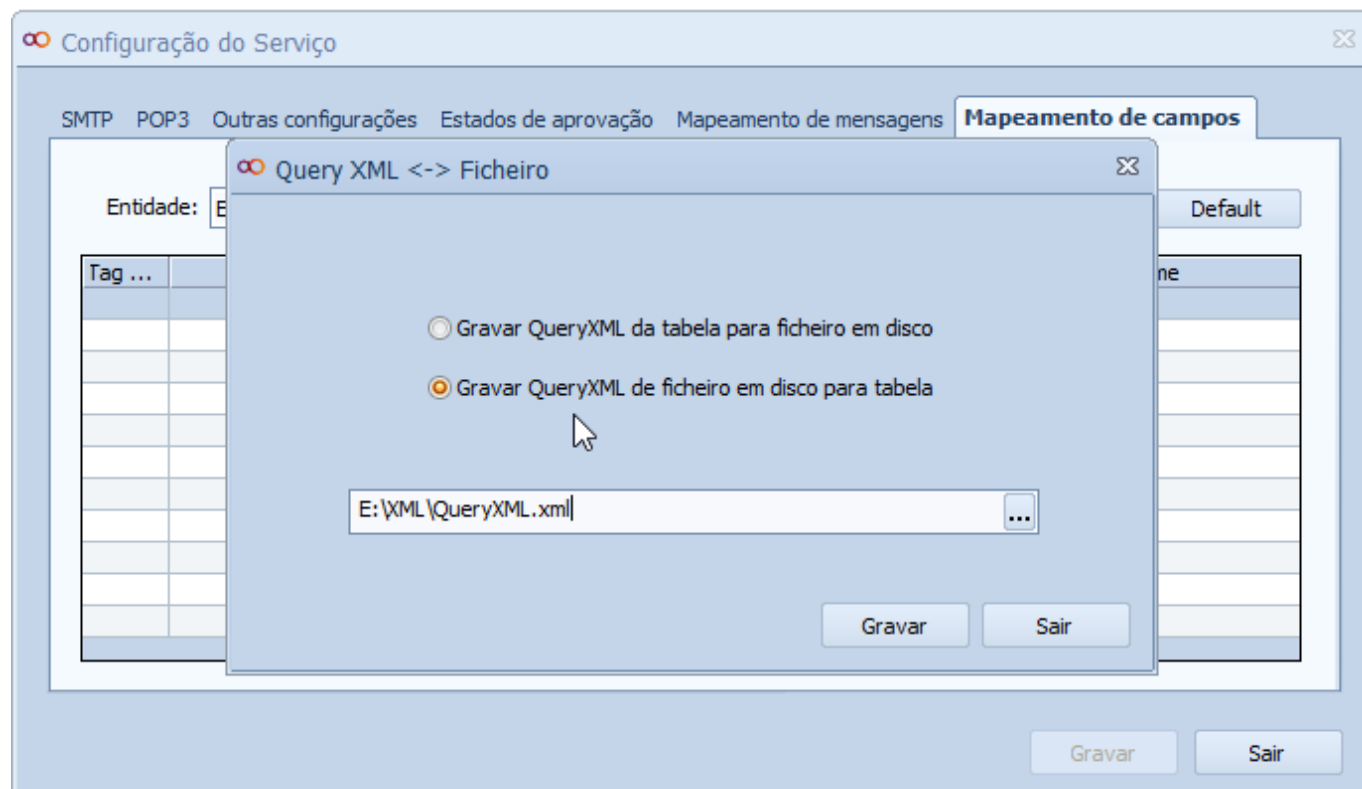 Configuração do Serviço
SMTP POP3 Outras configurações Estados de aprovação Mapeamento de mensagens Mapeamento de campos
Query XML <-> Ficheiro
Entidade: E
Default
Tag ...
me
Gravar QueryXML da tabela para ficheiro em disco
Gravar QueryXML de ficheiro em disco para tabela
E:\XML\QueryXML.xml
...
Gravar Sair
Gravar Sair